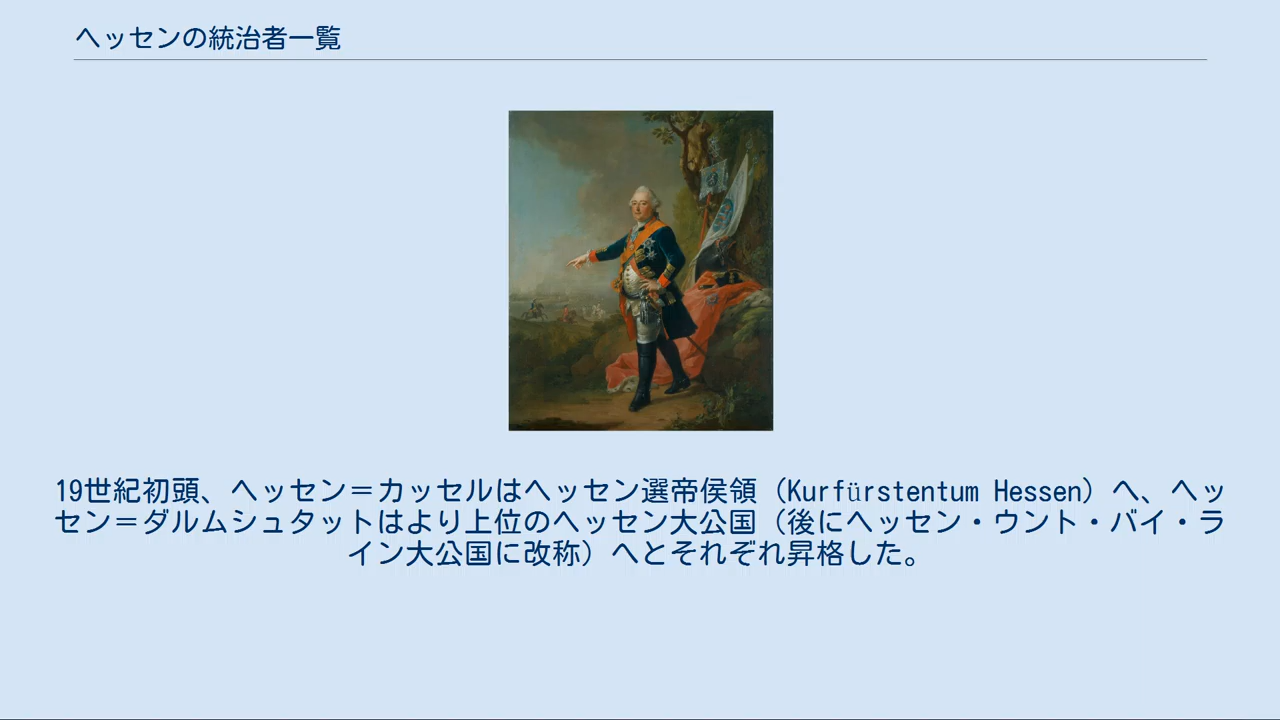 ヘッセンの統治者一覧
19世紀初頭、ヘッセン＝カッセルはヘッセン選帝侯領（Kurfürstentum Hessen）へ、ヘッ
セン＝ダルムシュタットはより上位のヘッセン大公国（後にヘッセン・ウント・バイ・ラ
イン大公国に改称）へとそれぞれ昇格した。